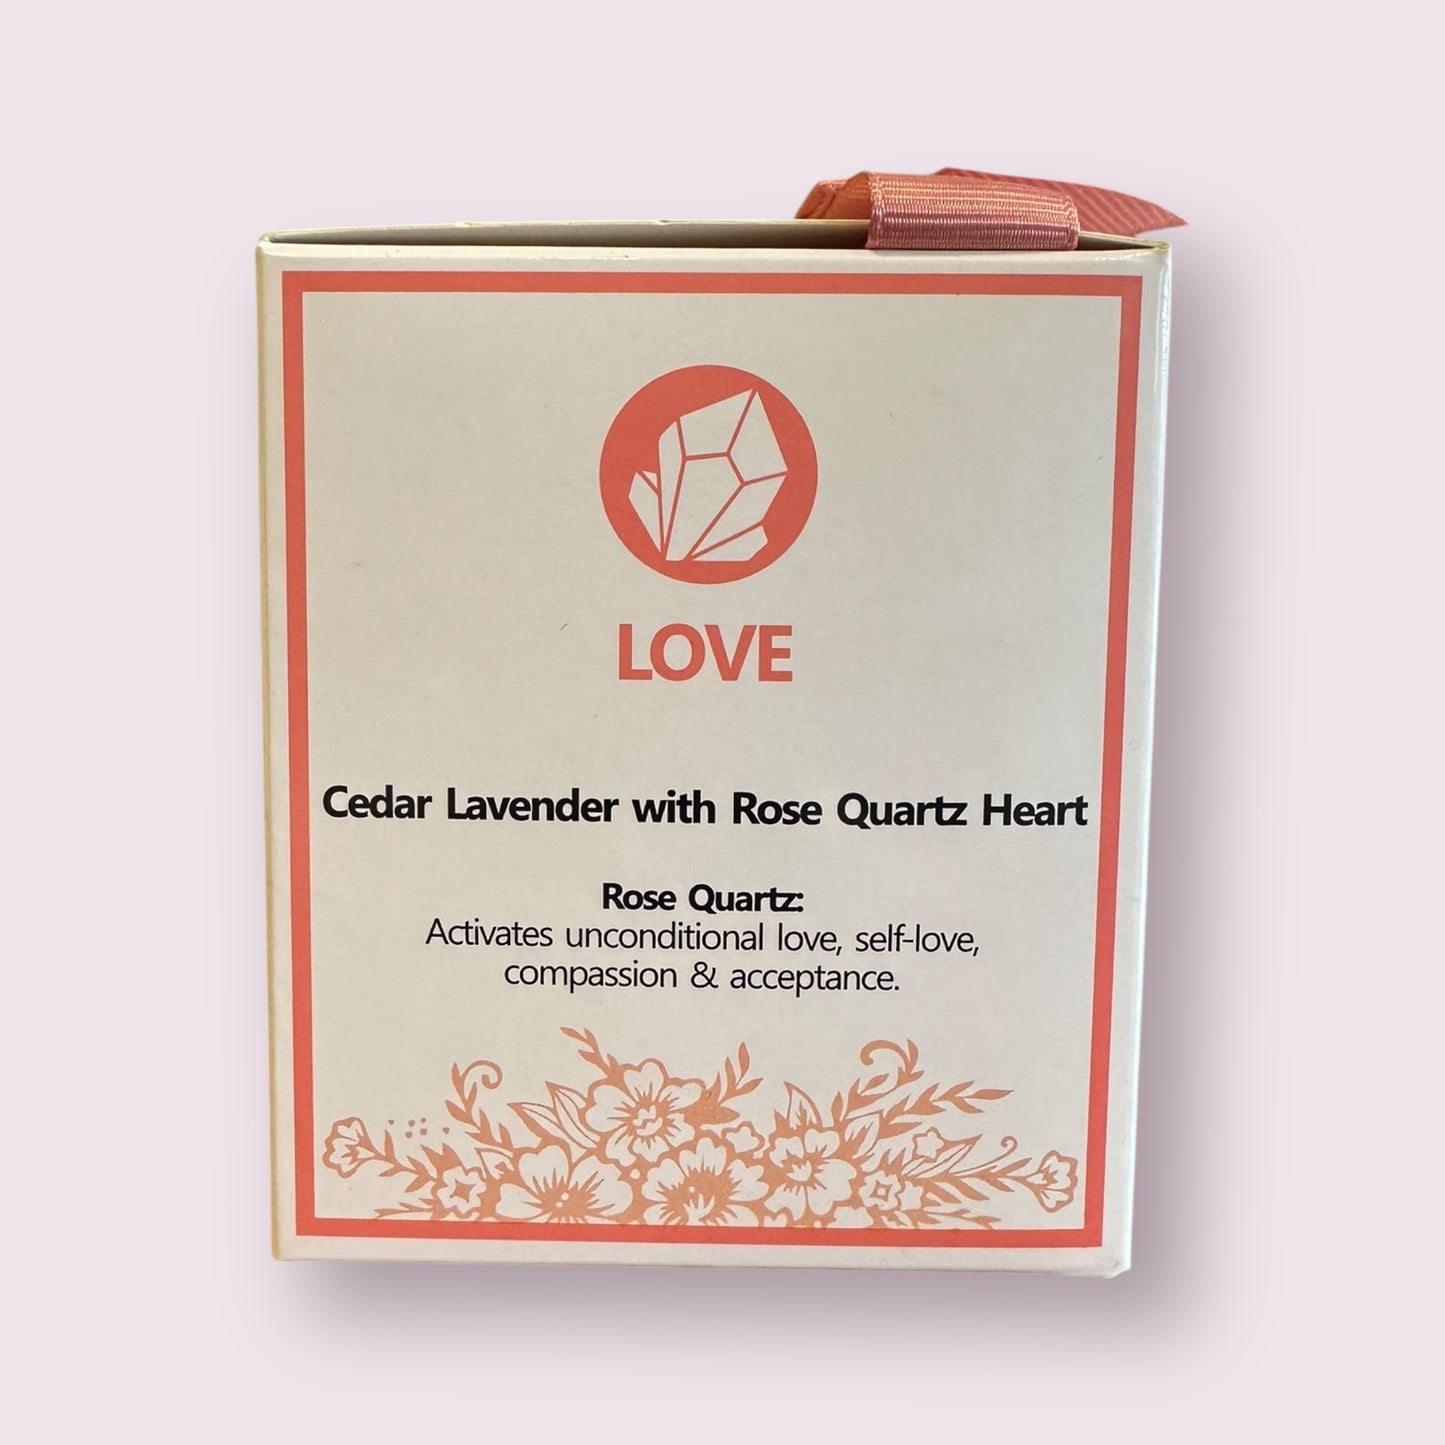 LOVE
Cedar Lavender with Rose Quartz Heart
Rose Quartz:
Activates unconditional love, self-love,
compassion & acceptance.